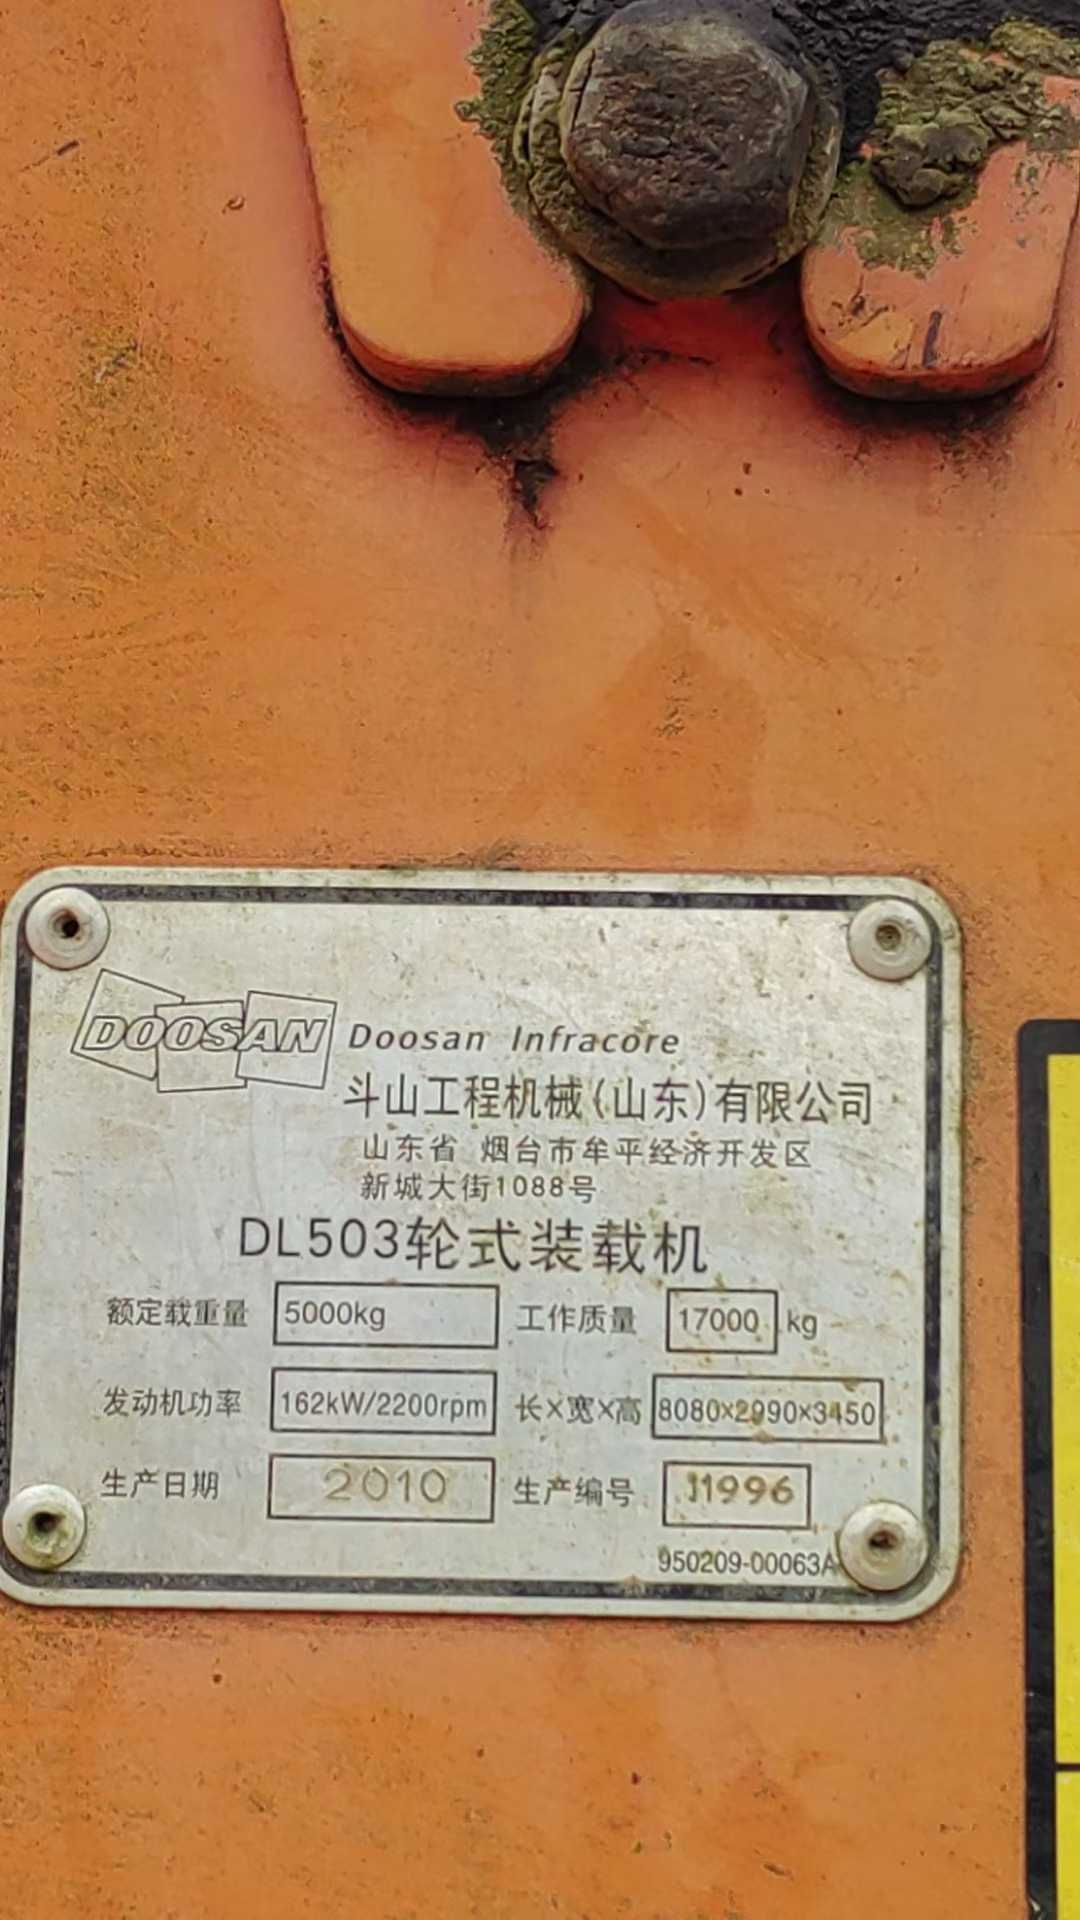 DOOSAN Doosan Infracore
斗山工程机械(山东)有限公司
山东省 烟台市牟平经济开发区
新城大街1088号
DL503轮式装载机
额定载重量 5000kg 工作质量 17000 kg
发动机功率 162kW/2200rpm 长×宽×高 8080×2990×3450
生产日期 2010 生产编号 J1996
950209-00063A